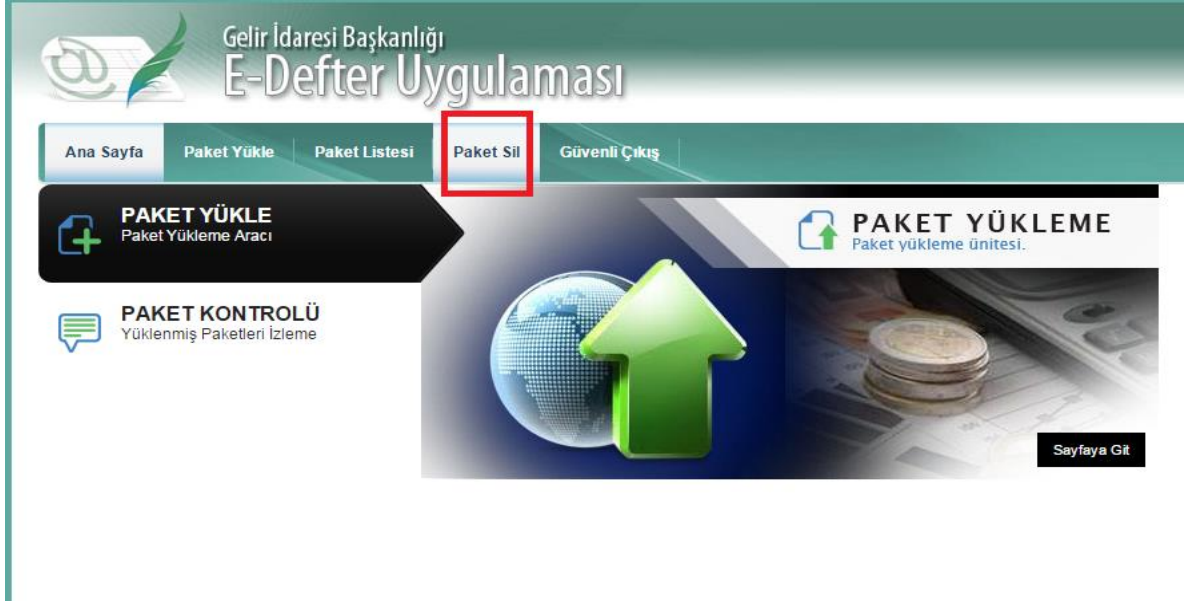 Gelir İdaresi Başkanlığı
E-Defter Uygulaması
Ana Sayfa Paket Yükle Paket Listesi Paket Sil Güvenli Çıkış
PAKET YÜKLE
Paket Yükleme Aracı
PAKET YÜKLEME
Paket yükleme ünitesi.
PAKET KONTROLÜ
Yüklenmiş Paketleri İzleme
Sayfaya Git